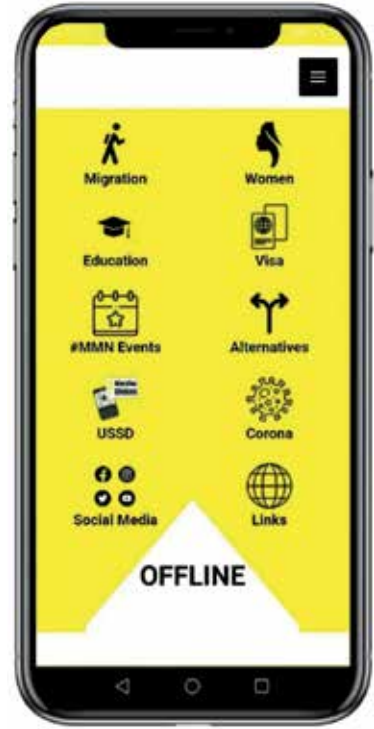 Migration
Women
Education
Visa
#MMN Events
Alternatives
USSD
Corona
Social Media
Links
OFFLINE